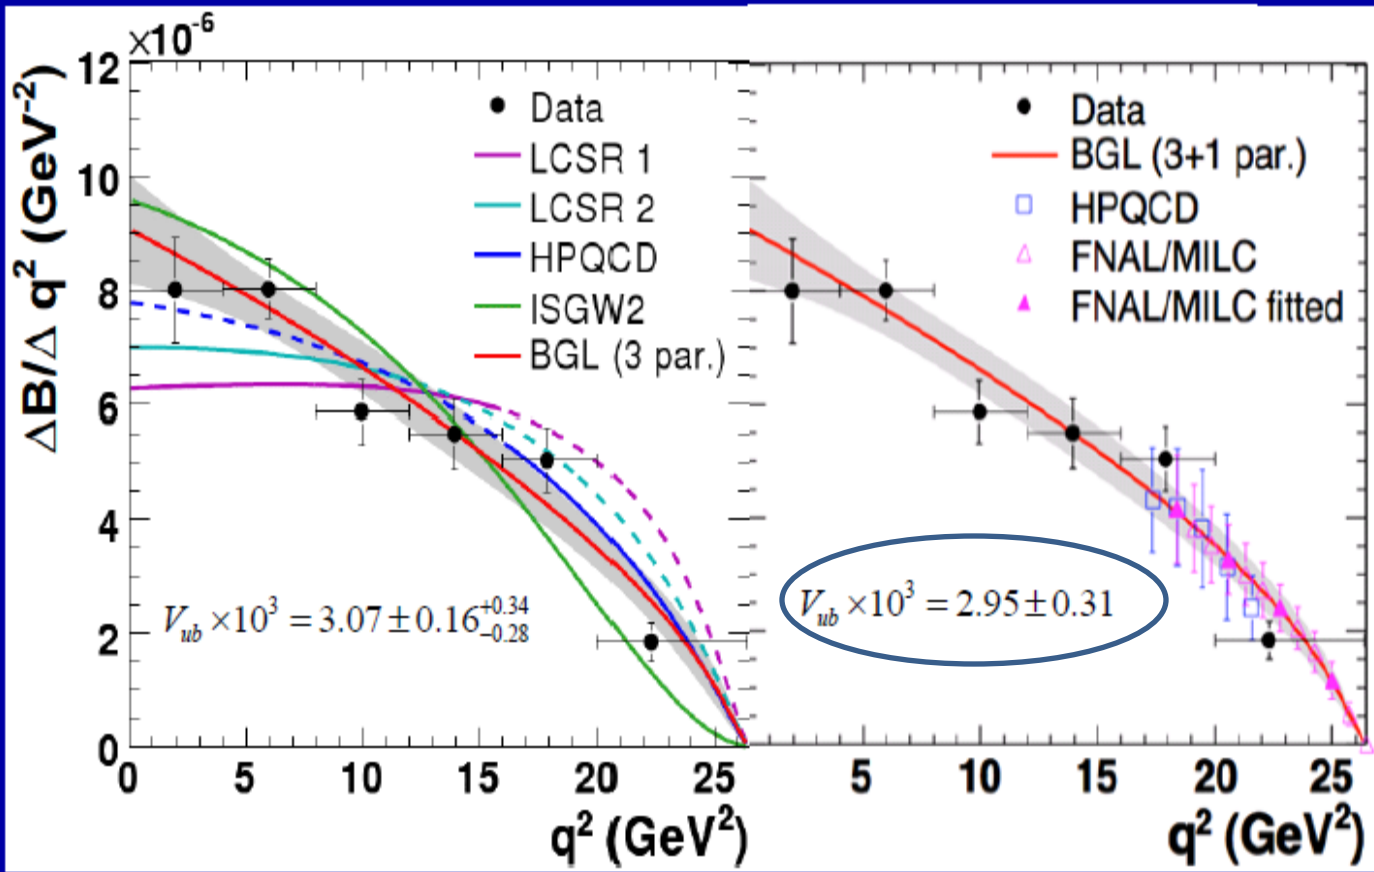 ×10⁻⁶
ΔB/Δ q² (GeV⁻²)
12
10
8
6
4
2
0
Data
LCSR 1
LCSR 2
HPQCD
ISGW2
BGL (3 par.)
V_ub ×10³ = 3.07 ± 0.16 +0.34 −0.28
0 5 10 15 20 25
q² (GeV²)
Data
BGL (3+1 par.)
HPQCD
FNAL/MILC
FNAL/MILC fitted
V_ub ×10³ = 2.95 ± 0.31
5 10 15 20 25
q² (GeV²)